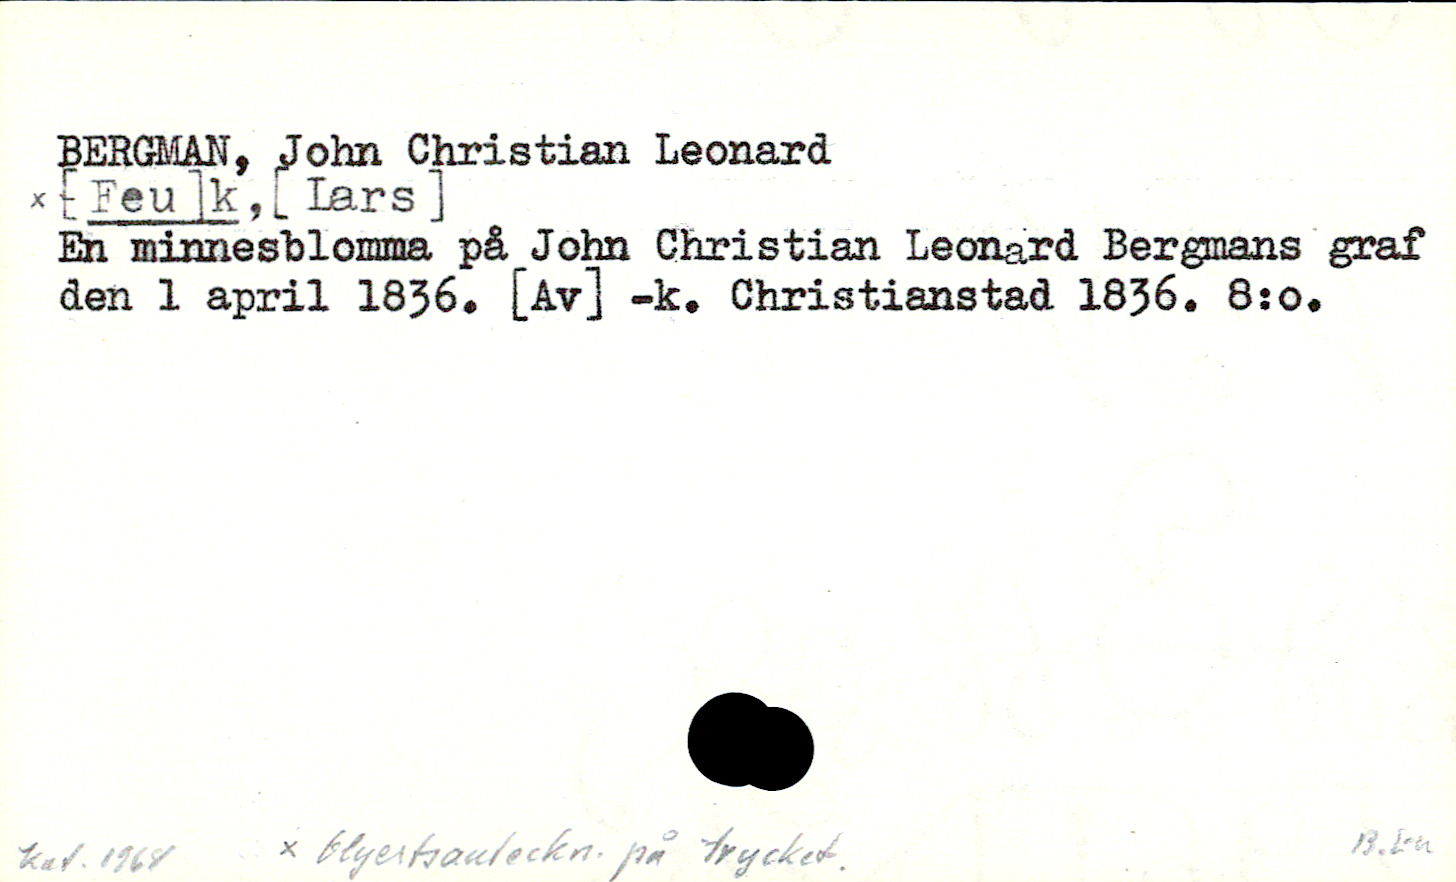 BERGMAN, John Christian Leonard
x [Feu]k, [Lars]
En minnesblomma på John Christian Leonard Bergmans graf
den 1 april 1836. [Av] -k. Christianstad 1836. 8:o.
Kat. 1968 x blyertsanteckn. på trycket.